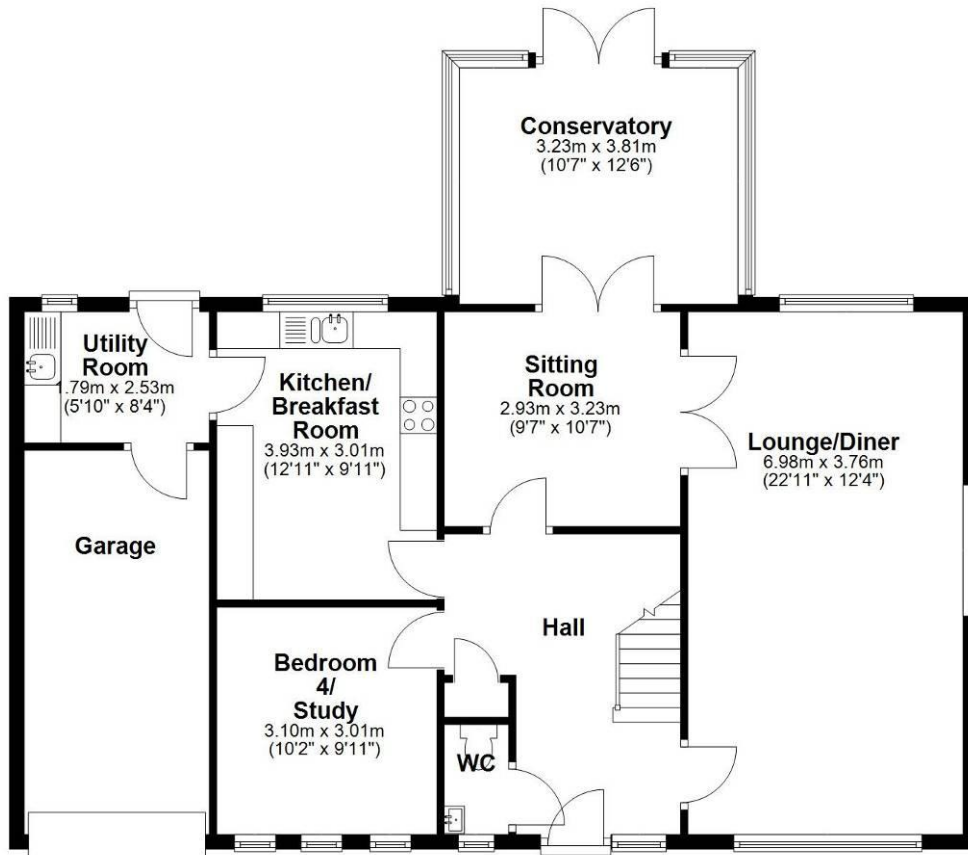 Conservatory
3.23m x 3.81m
(10'7" x 12'6")
Utility
Room
1.79m x 2.53m
(5'10" x 8'4")
Kitchen/
Breakfast
Room
3.93m x 3.01m
(12'11" x 9'11")
Sitting
Room
2.93m x 3.23m
(9'7" x 10'7")
Lounge/Diner
6.98m x 3.76m
(22'11" x 12'4")
Garage
Hall
Bedroom
4/
Study
3.10m x 3.01m
(10'2" x 9'11")
WC